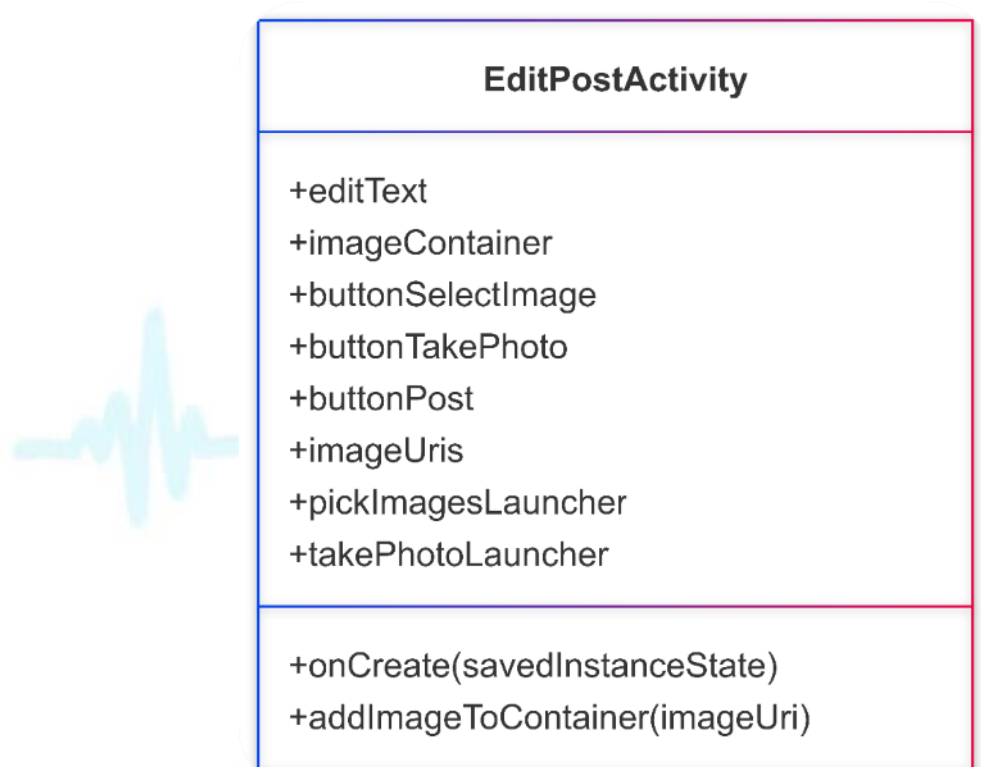 EditPostActivity
+editText
+imageContainer
+buttonSelectImage
+buttonTakePhoto
+buttonPost
+imageUris
+pickImagesLauncher
+takePhotoLauncher
+onCreate(savedInstanceState)
+addImageToContainer(imageUri)